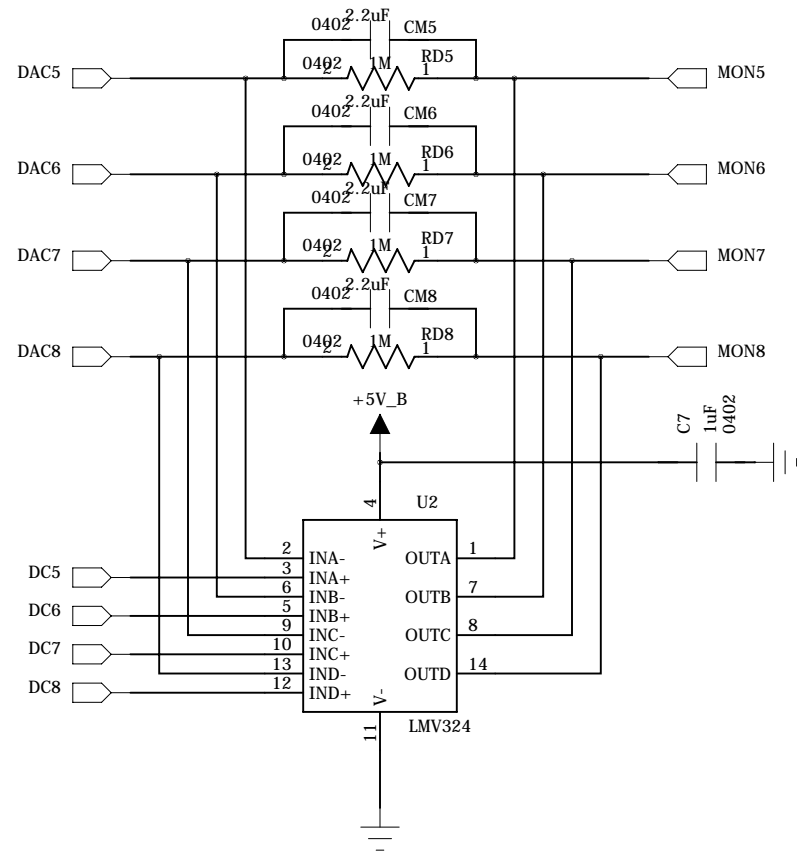 2.2uF
0402 CM5
0402 1M RD5
DAC5 2 1 MON5
2.2uF
0402 CM6
0402 1M RD6
DAC6 2 1 MON6
2.2uF
0402 CM7
0402 1M RD7
DAC7 2 1 MON7
2.2uF
0402 CM8
0402 1M RD8
DAC8 2 1 MON8
+5V_B
C7
1uF
0402
4 U2
V+
2 INA- OUTA 1
DC5 3 INA+
6 INB- OUTB 7
DC6 5 INB+
9 INC- OUTC 8
DC7 10 INC+
13 IND- OUTD 14
DC8 12 IND+
V-
11 LMV324